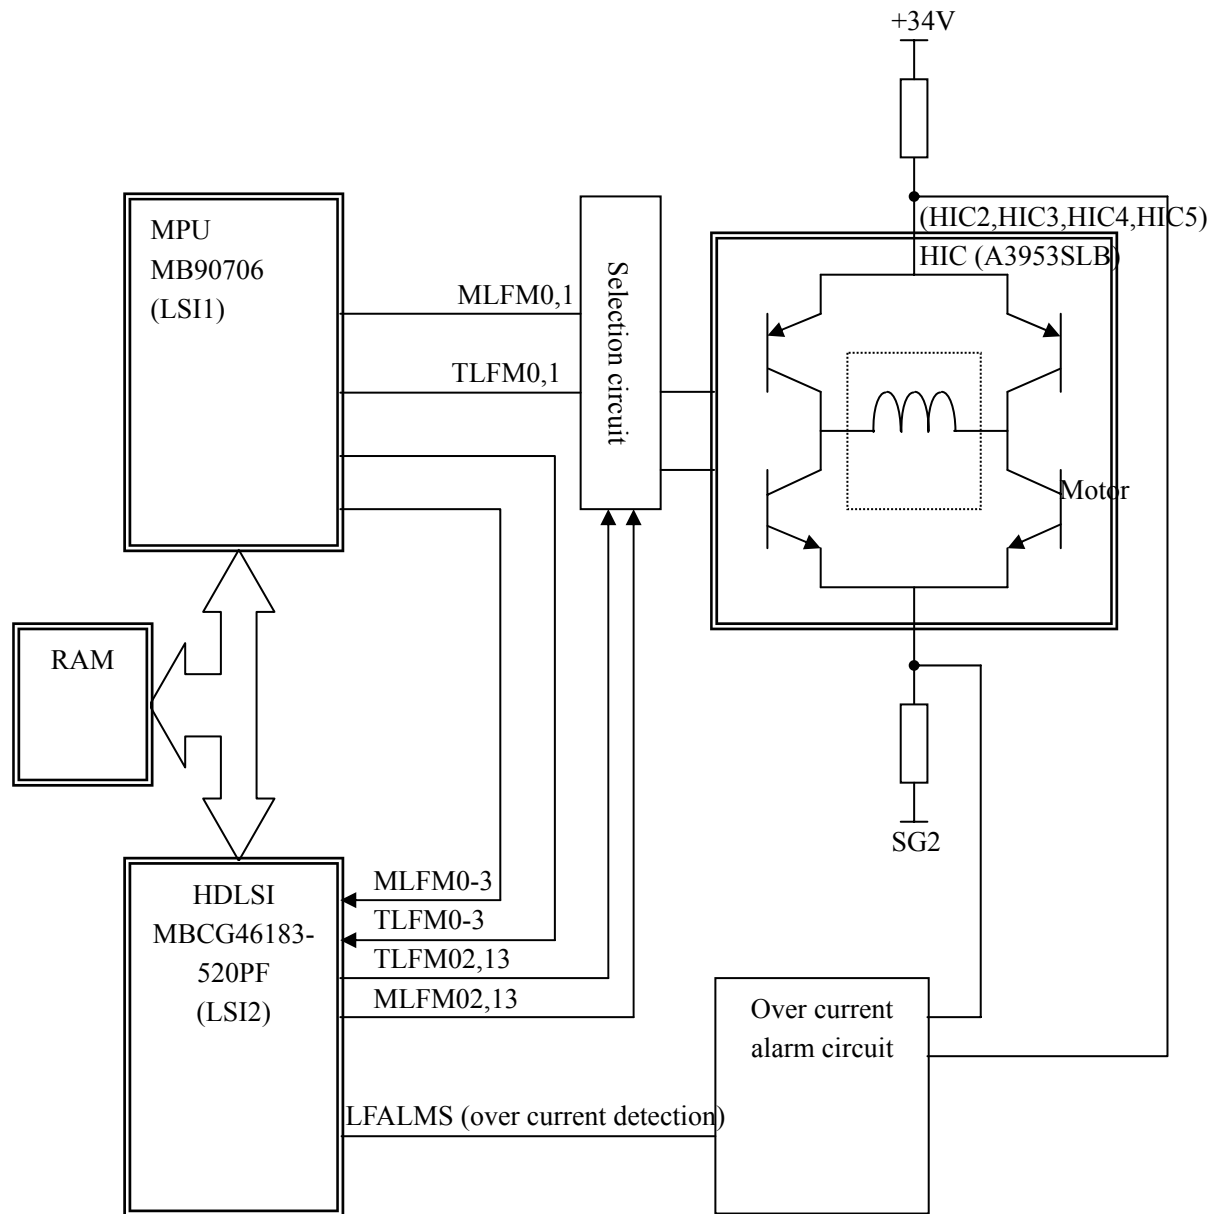 +34V
(HIC2,HIC3,HIC4,HIC5)
HIC (A3953SLB)
MPU
MB90706
(LSI1)
MLFM0,1
TLFM0,1
Selection circuit
Motor
RAM
SG2
HDLSI
MBCG46183-
520PF
(LSI2)
MLFM0-3
TLFM0-3
TLFM02,13
MLFM02,13
Over current
alarm circuit
LFALMS (over current detection)